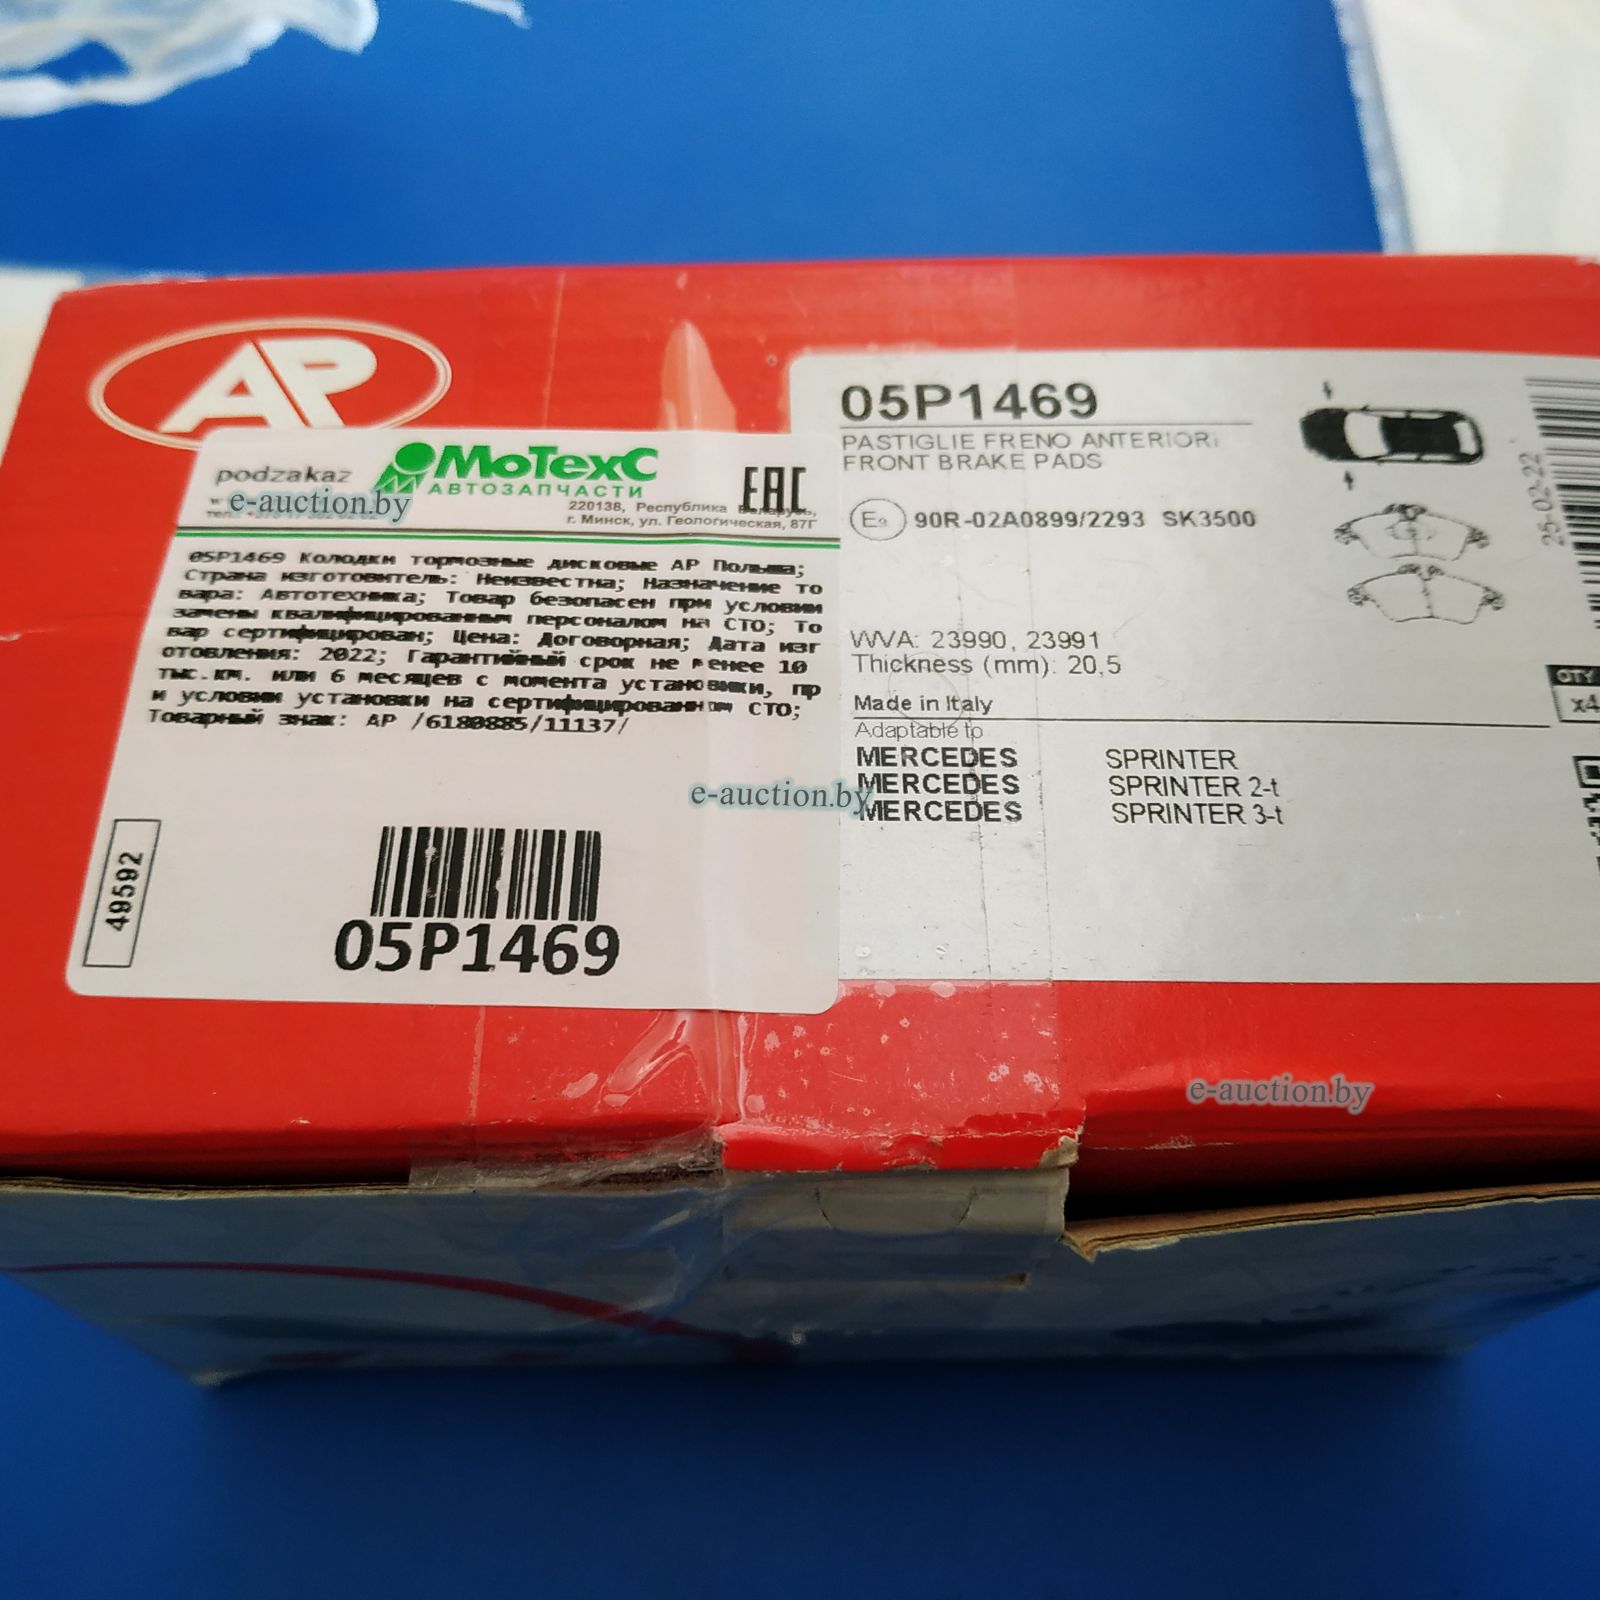 AP
podzakaz
МоТехС
АВТОЗАПЧАСТИ
EAC
220138, Республика Беларусь,
г. Минск, ул. Геологическая, 87Г
e-auction.by
05P1469 Колодки тормозные дисковые AP Польша;
Страна изготовитель: Неизвестна; Назначение то
вара: Автотехника; Товар безопасен при условии
замены квалифицированным персоналом на СТО; То
вар сертифицирован; Цена: Договорная; Дата изг
отовления: 2022; Гарантийный срок не менее 10
тыс.км. или 6 месяцев с момента установки, пр
и условии установки на сертифицированном СТО;
Товарный знак: AP /6180885/11137/
49592
05P1469
05P1469
PASTIGLIE FRENO ANTERIORI
FRONT BRAKE PADS
E9 90R-02A0899/2293 SK3500
25-02-22
WVA: 23990, 23991
Thickness (mm): 20,5
Made in Italy
QTY
x4
Adaptable to
MERCEDES SPRINTER
MERCEDES SPRINTER 2-t
MERCEDES SPRINTER 3-t
e-auction.by
e-auction.by